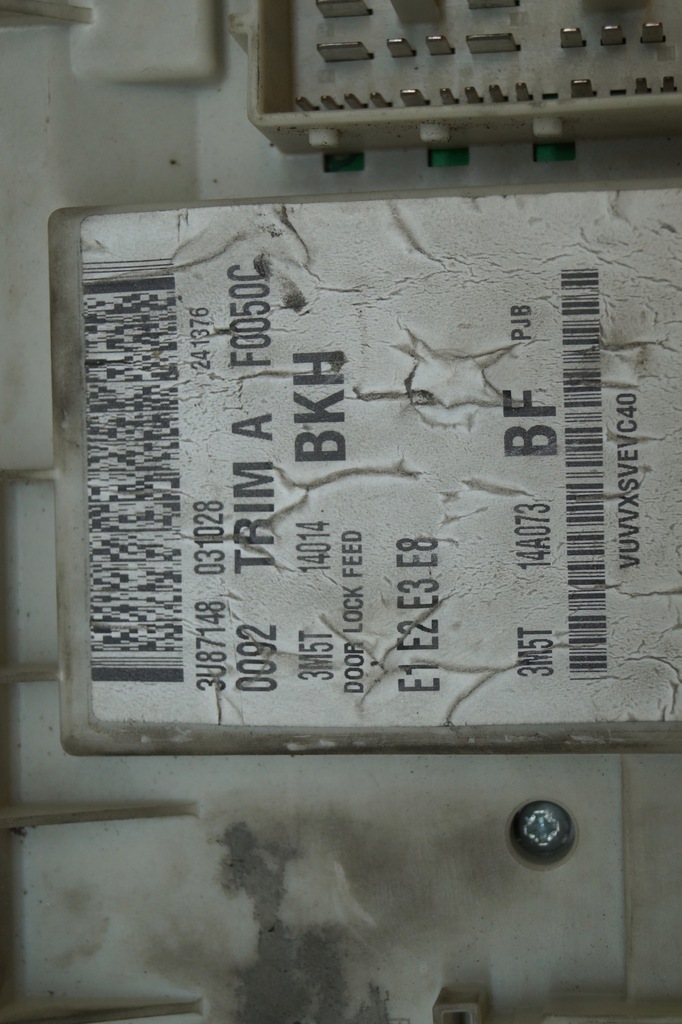 3U87148 031028 241376
0092 TRIM A F0050C
3M5T 14014 BKH
DOOR LOCK FEED
E1 E2 E3 E8
3M5T 14A073 BF PJB
VUVVXSVEVC40